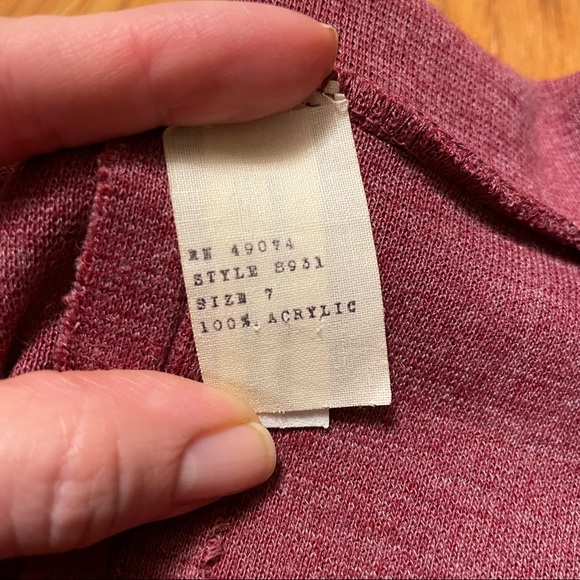 RN 49074
STYLE 8931
SIZE 7
100% ACRYLIC